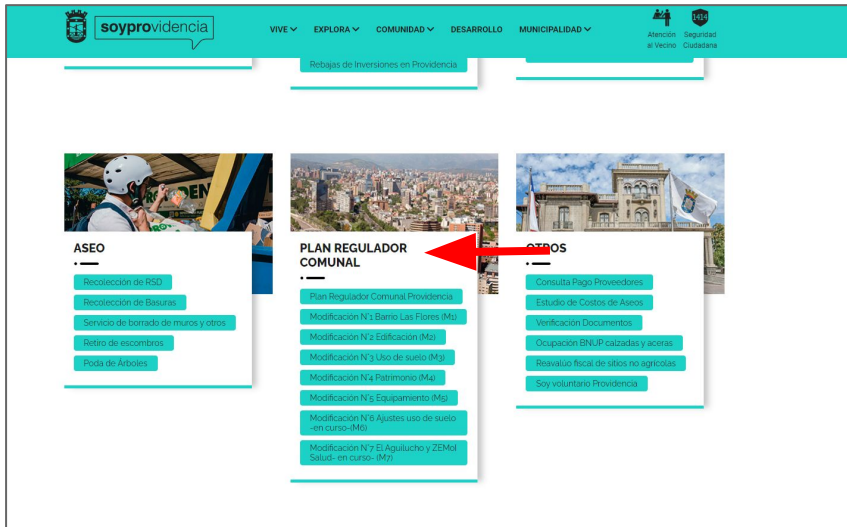 soyprovidencia
VIVE EXPLORA COMUNIDAD DESARROLLO MUNICIPALIDAD
Atención
al Vecino
1414
Seguridad
Ciudadana
Rebajas de Inversiones en Providencia
ASEO
Recolección de RSD
Recolección de Basuras
Servicio de borrado de muros y otros
Retiro de escombros
Poda de Árboles
PLAN REGULADOR
COMUNAL
Plan Regulador Comunal Providencia
Modificación N°1 Barrio Las Flores (M1)
Modificación N°2 Edificación (M2)
Modificación N°3 Uso de suelo (M3)
Modificación N°4 Patrimonio (M4)
Modificación N°5 Equipamiento (M5)
Modificación N°6 Ajustes uso de suelo
-en curso-(M6)
Modificación N°7 El Aguilucho y ZEMol
Salud- en curso- (M7)
OTROS
Consulta Pago Proveedores
Estudio de Costos de Aseos
Verificación Documentos
Ocupación BNUP calzadas y aceras
Reavalúo fiscal de sitios no agrícolas
Soy voluntario Providencia